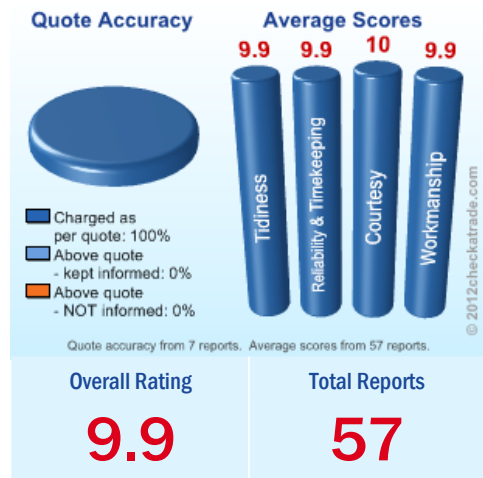 Quote Accuracy
Average Scores
9.9
9.9
10
9.9
Tidiness
Reliability & Timekeeping
Courtesy
Workmanship
Charged as
per quote: 100%
Above quote
- kept informed: 0%
Above quote
- NOT informed: 0%
© 2012checkatrade.com
Quote accuracy from 7 reports. Average scores from 57 reports.
Overall Rating
Total Reports
9.9
57